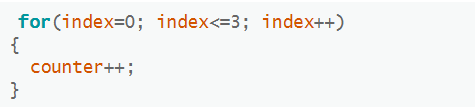 for(index=0; index<=3; index++)
{
  counter++;
}